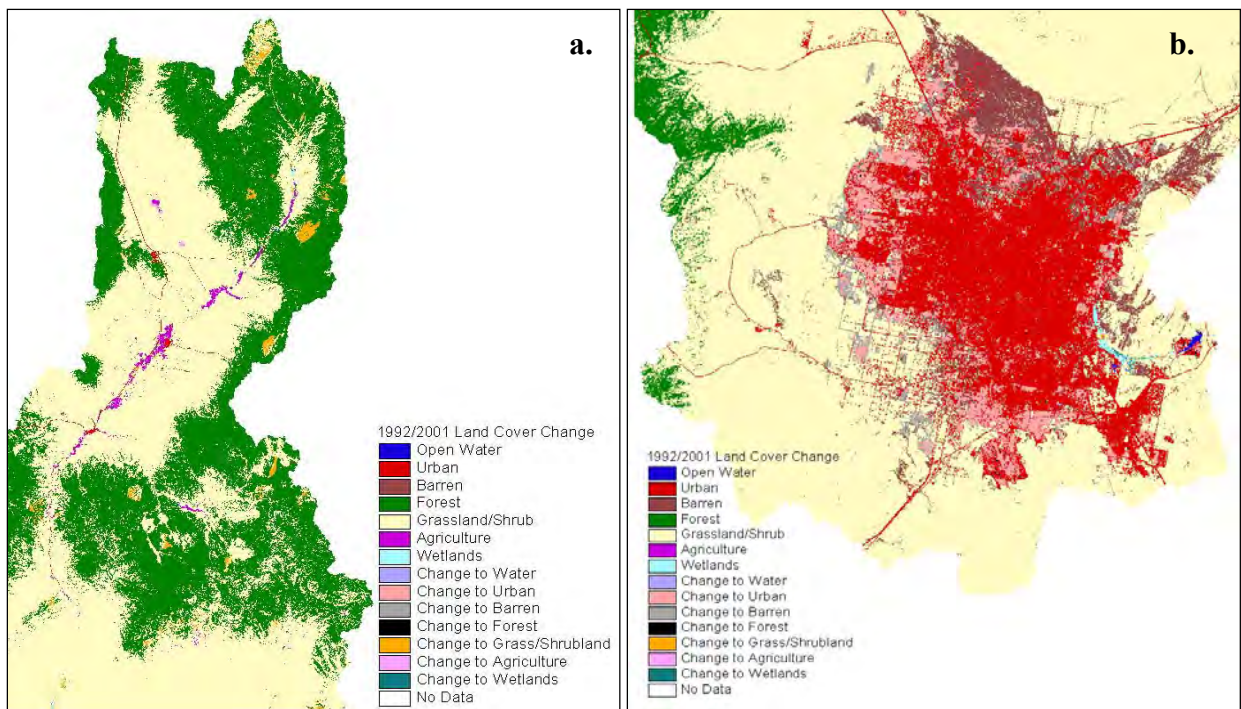 a.
1992/2001 Land Cover Change
Open Water
Urban
Barren
Forest
Grassland/Shrub
Agriculture
Wetlands
Change to Water
Change to Urban
Change to Barren
Change to Forest
Change to Grass/Shrubland
Change to Agriculture
Change to Wetlands
No Data
b.
1992/2001 Land Cover Change
Open Water
Urban
Barren
Forest
Grassland/Shrub
Agriculture
Wetlands
Change to Water
Change to Urban
Change to Barren
Change to Forest
Change to Grass/Shrubland
Change to Agriculture
Change to Wetlands
No Data